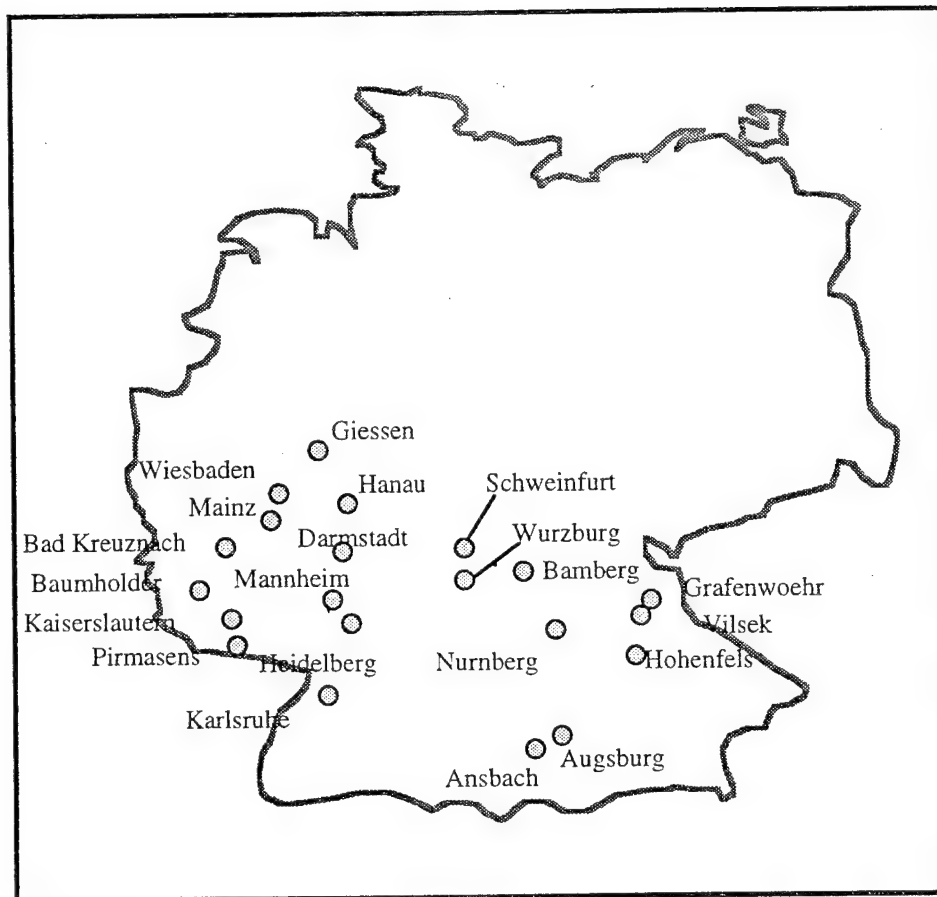 Giessen
Wiesbaden
Hanau
Schweinfurt
Mainz
Wurzburg
Bad Kreuznach
Darmstadt
Bamberg
Baumholder
Mannheim
Grafenwoehr
Kaiserslautern
Vilsek
Pirmasens
Heidelberg
Nurnberg
Hohenfels
Karlsruhe
Augsburg
Ansbach